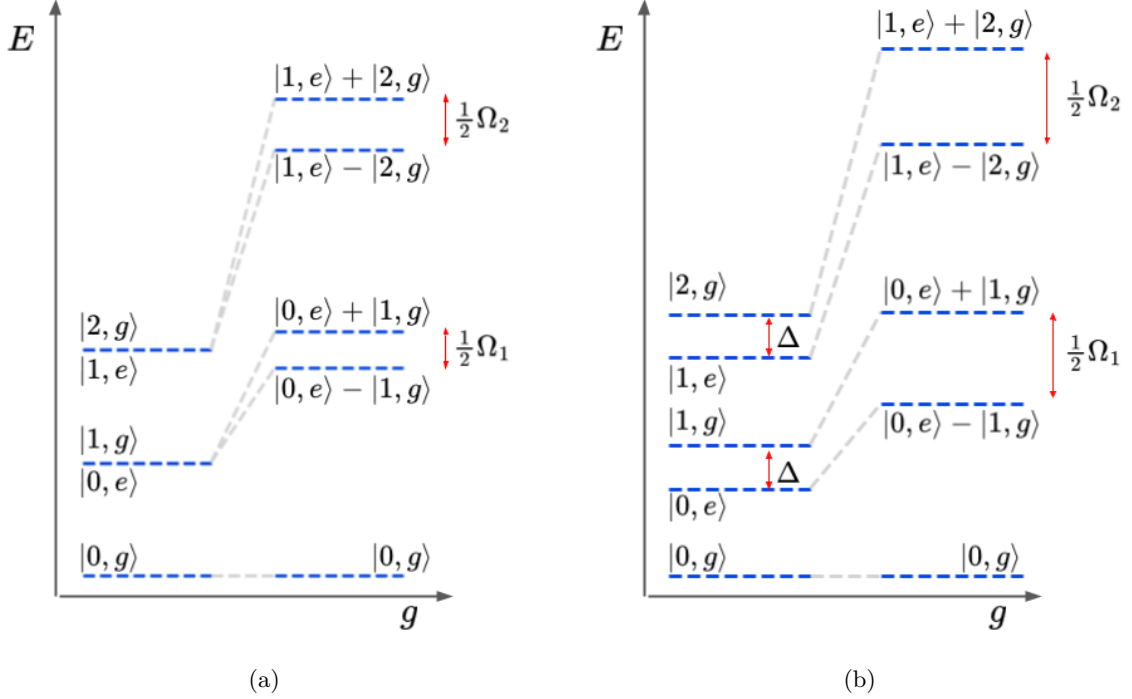 E
|1, e⟩ + |2, g⟩
½Ω₂
|1, e⟩ − |2, g⟩
|2, g⟩
|1, e⟩
|0, e⟩ + |1, g⟩
½Ω₁
|0, e⟩ − |1, g⟩
|1, g⟩
|0, e⟩
|0, g⟩
|0, g⟩
g
(a)
E
|1, e⟩ + |2, g⟩
½Ω₂
|1, e⟩ − |2, g⟩
|2, g⟩
Δ
|1, e⟩
|0, e⟩ + |1, g⟩
½Ω₁
|0, e⟩ − |1, g⟩
|1, g⟩
Δ
|0, e⟩
|0, g⟩
|0, g⟩
g
(b)